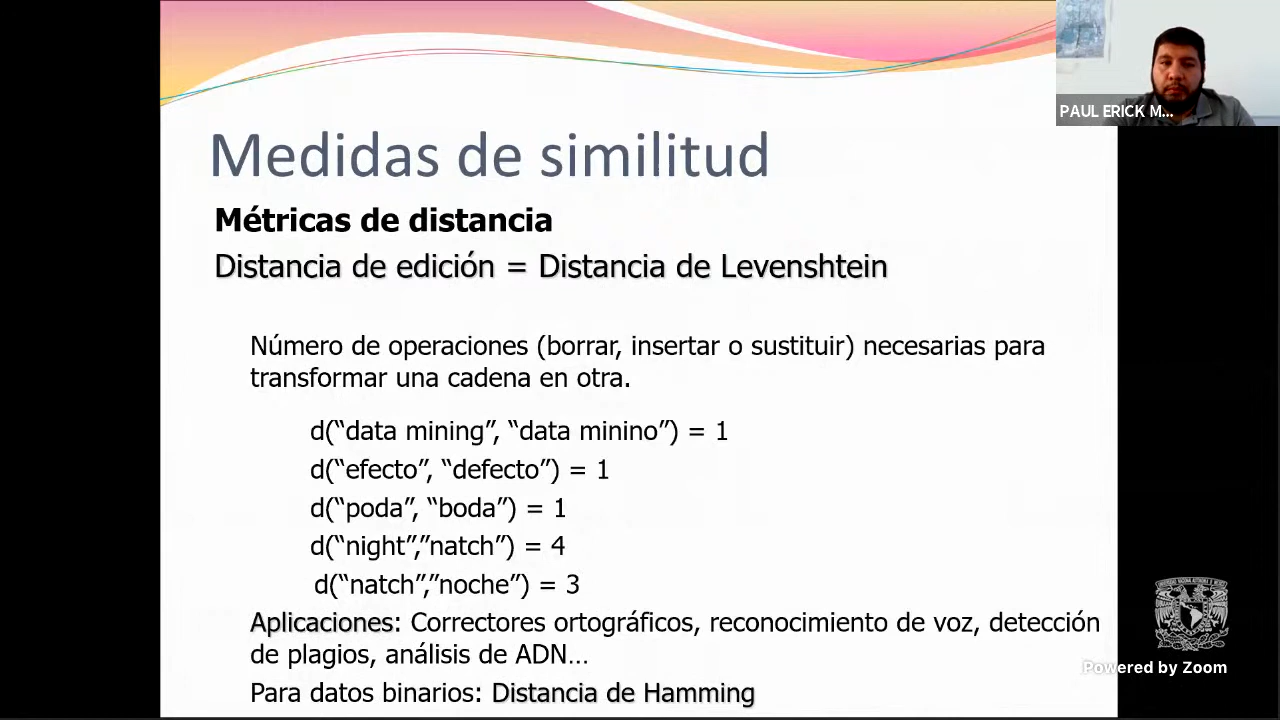 PAUL ERICK M...
Medidas de similitud
Métricas de distancia
Distancia de edición = Distancia de Levenshtein
Número de operaciones (borrar, insertar o sustituir) necesarias para
transformar una cadena en otra.
d(“data mining”, “data minino”) = 1
d(“efecto”, “defecto”) = 1
d(“poda”, “boda”) = 1
d(“night”,”natch”) = 4
d(“natch”,”noche”) = 3
Aplicaciones: Correctores ortográficos, reconocimiento de voz, detección
de plagios, análisis de ADN…
Para datos binarios: Distancia de Hamming
Powered by Zoom